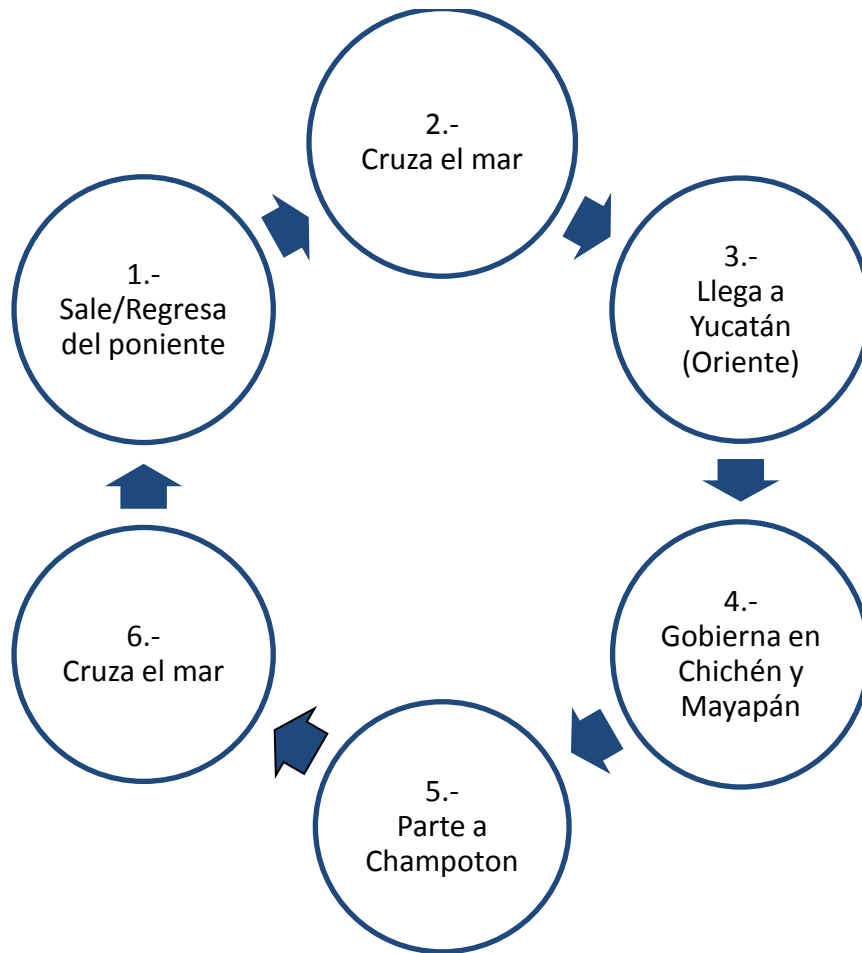 1.-
Sale/Regresa
del poniente
2.-
Cruza el mar
3.-
Llega a
Yucatán
(Oriente)
4.-
Gobierna en
Chichén y
Mayapán
5.-
Parte a
Champoton
6.-
Cruza el mar